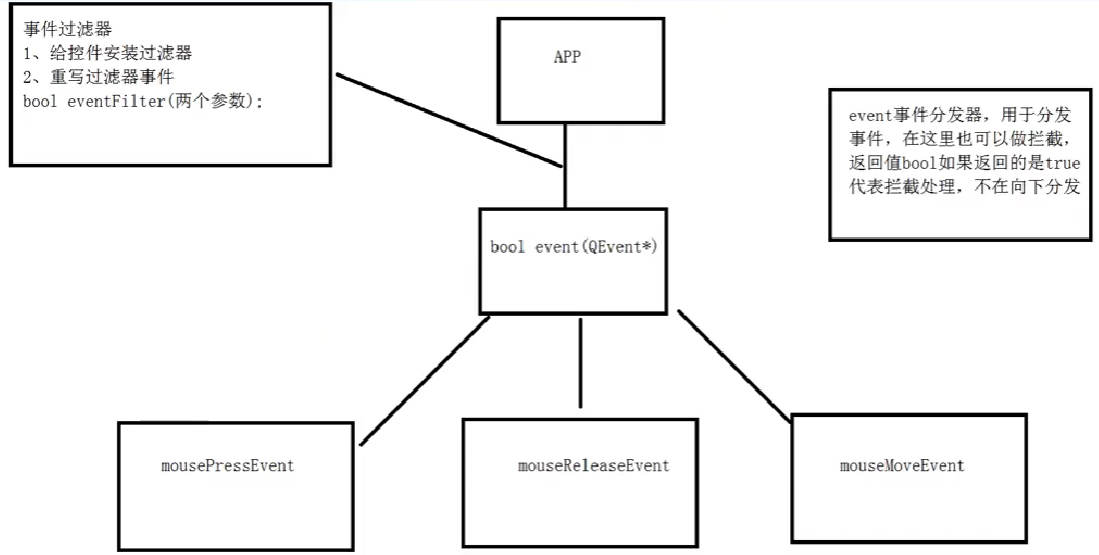 事件过滤器
1、给控件安装过滤器
2、重写过滤器事件
bool eventFilter(两个参):
APP
event事件分发器，用于分发
事件，在这里也可以做拦截，
返回值bool如果返回的是true
代表拦截处理，不在向下分发
bool event(QEvent*)
mousePressEvent
mouseReleaseEvent
mouseMoveEvent